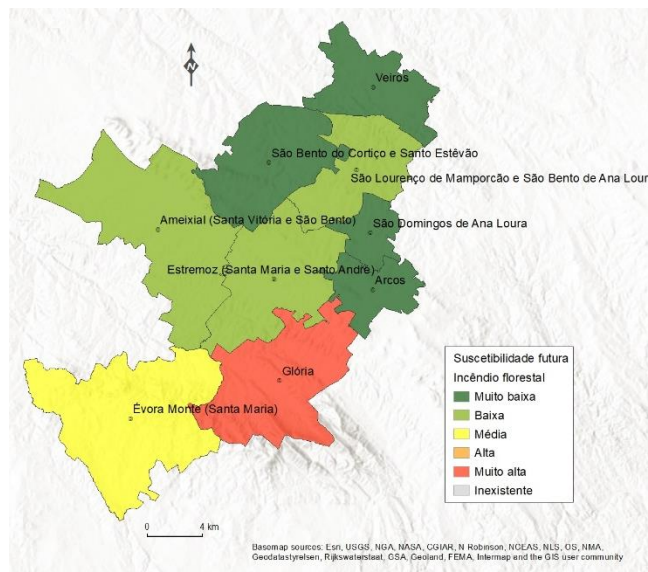 N
Veiros
São Bento do Cortiço e Santo Estêvão
São Lourenço de Mamporcão e São Bento de Ana Lour
Ameixial (Santa Vitória e São Bento)
São Domingos de Ana Loura
Estremoz (Santa Maria e Santo André)
Arcos
Glória
Évora Monte (Santa Maria)
Suscetibilidade futura
Incêndio florestal
Muito baixa
Baixa
Média
Alta
Muito alta
Inexistente
0 4 km
Basemap sources: Esri, USGS, NGA, NASA, CGIAR, N Robinson, NCEAS, NLS, OS, NMA,
Geodatastyrelsen, Rijkswaterstaat, GSA, Geoland, FEMA, Intermap and the GIS user community